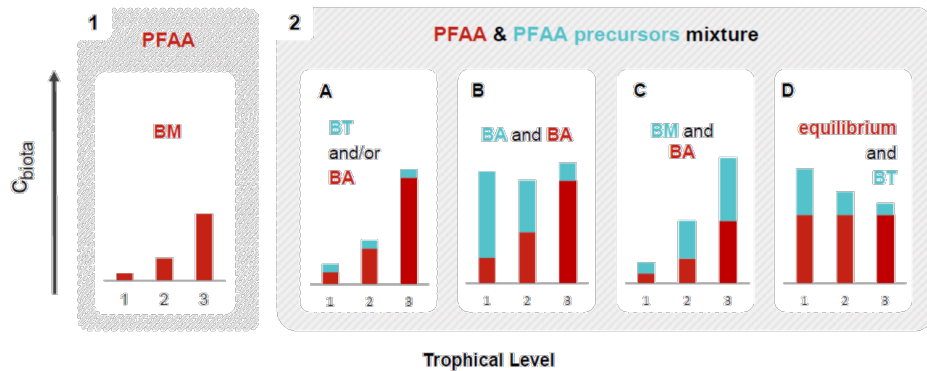 1
PFAA
BM
1 2 3
C biota
2
PFAA & PFAA precursors mixture
A
BT
and/or
BA
1 2 3
B
BA and BA
1 2 3
C
BM and
BA
1 2 3
D
equilibrium
and
BT
1 2 3
Trophical Level